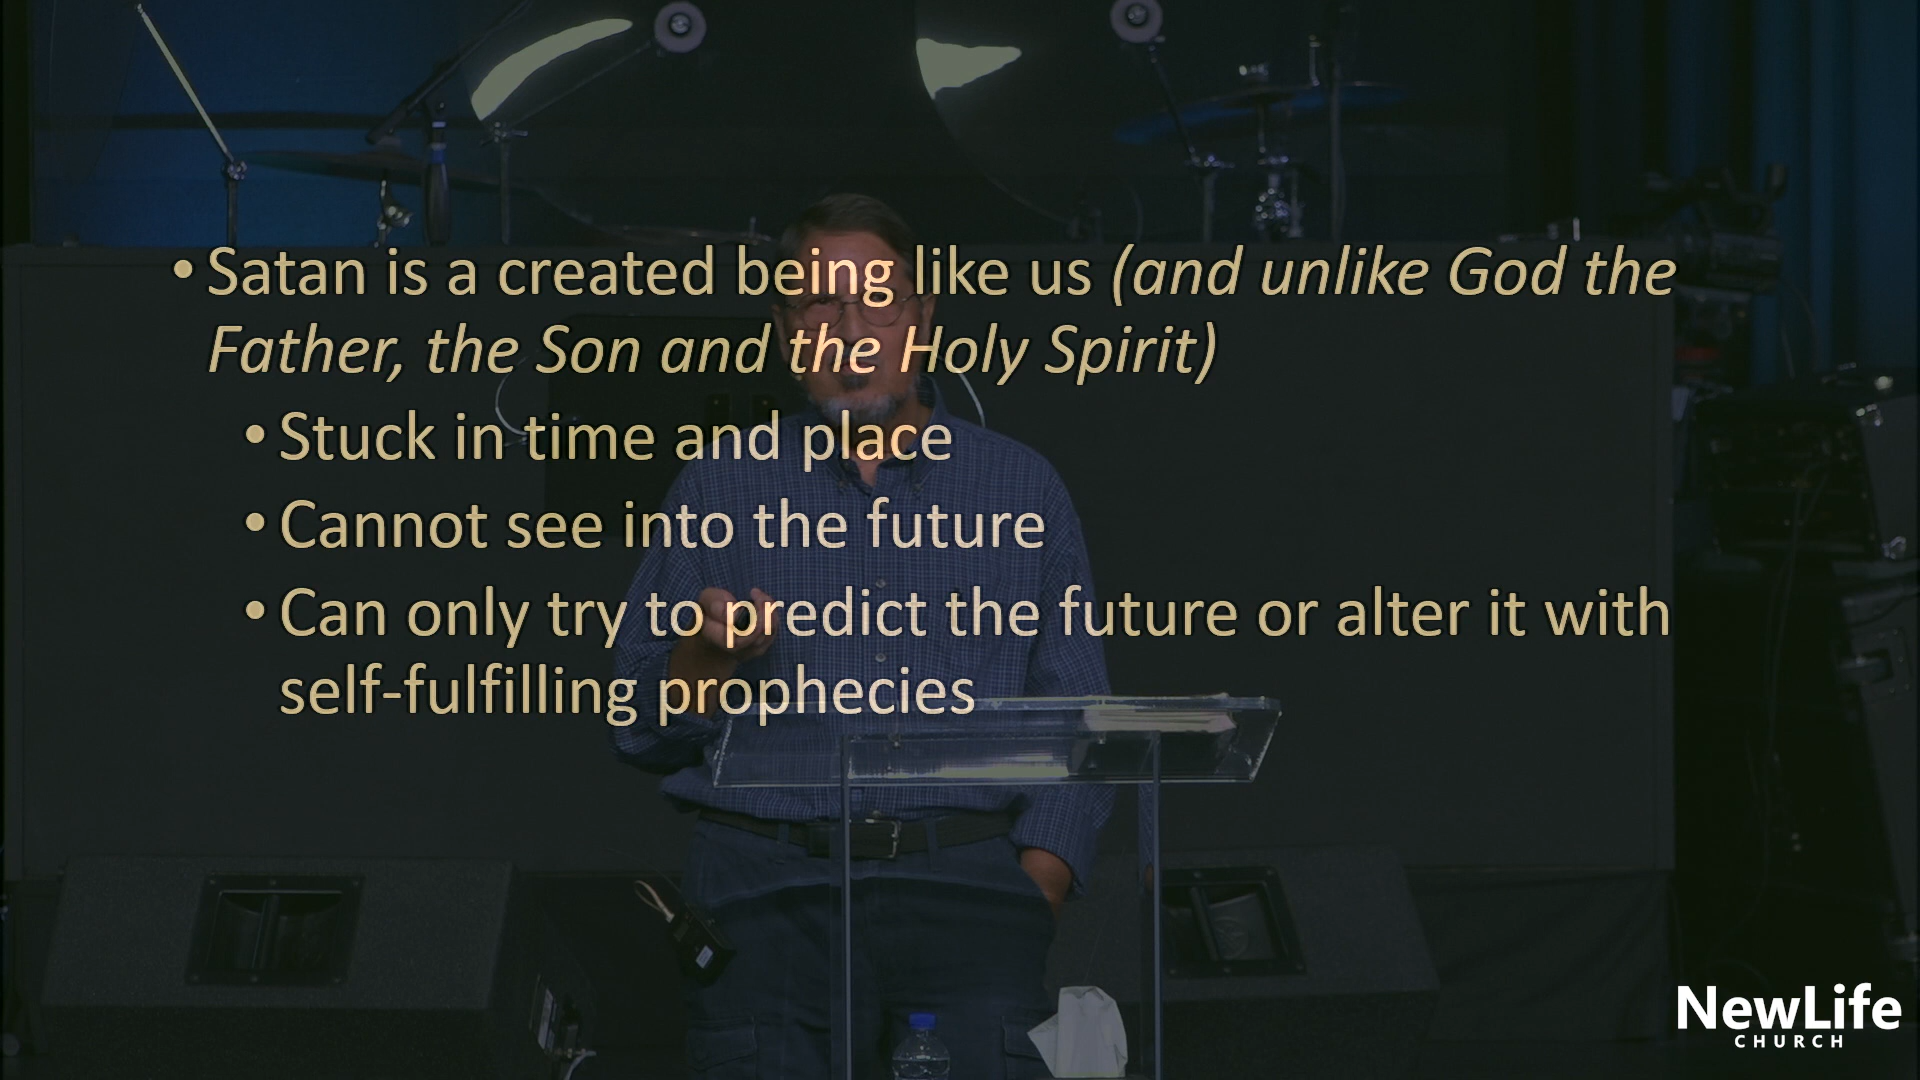 • Satan is a created being like us (and unlike God the
Father, the Son and the Holy Spirit)
• Stuck in time and place
• Cannot see into the future
• Can only try to predict the future or alter it with
self-fulfilling prophecies
NewLife
CHURCH